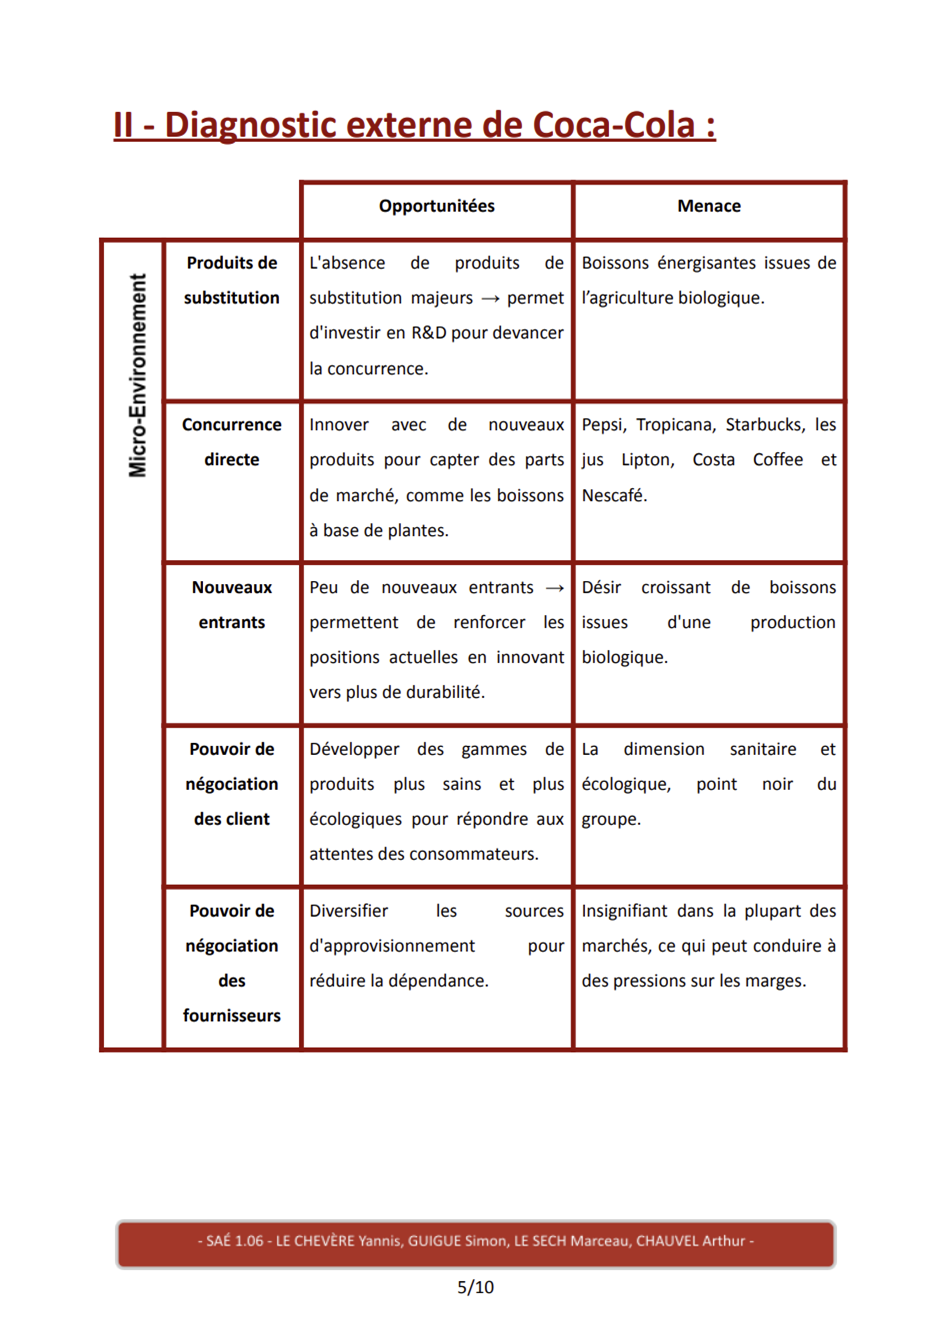 II - Diagnostic externe de Coca-Cola :
Opportunitées
Menace
Micro-Environnement
Produits de
substitution
L'absence de produits de
substitution majeurs → permet
d'investir en R&D pour devancer
la concurrence.
Boissons énergisantes issues de
l’agriculture biologique.
Concurrence
directe
Innover avec de nouveaux
produits pour capter des parts
de marché, comme les boissons
à base de plantes.
Pepsi, Tropicana, Starbucks, les
jus Lipton, Costa Coffee et
Nescafé.
Nouveaux
entrants
Peu de nouveaux entrants →
permettent de renforcer les
positions actuelles en innovant
vers plus de durabilité.
Désir croissant de boissons
issues d'une production
biologique.
Pouvoir de
négociation
des client
Développer des gammes de
produits plus sains et plus
écologiques pour répondre aux
attentes des consommateurs.
La dimension sanitaire et
écologique, point noir du
groupe.
Pouvoir de
négociation
des
fournisseurs
Diversifier les sources
d'approvisionnement pour
réduire la dépendance.
Insignifiant dans la plupart des
marchés, ce qui peut conduire à
des pressions sur les marges.
- SAÉ 1.06 - LE CHEVÈRE Yannis, GUIGUE Simon, LE SECH Marceau, CHAUVEL Arthur -
5/10